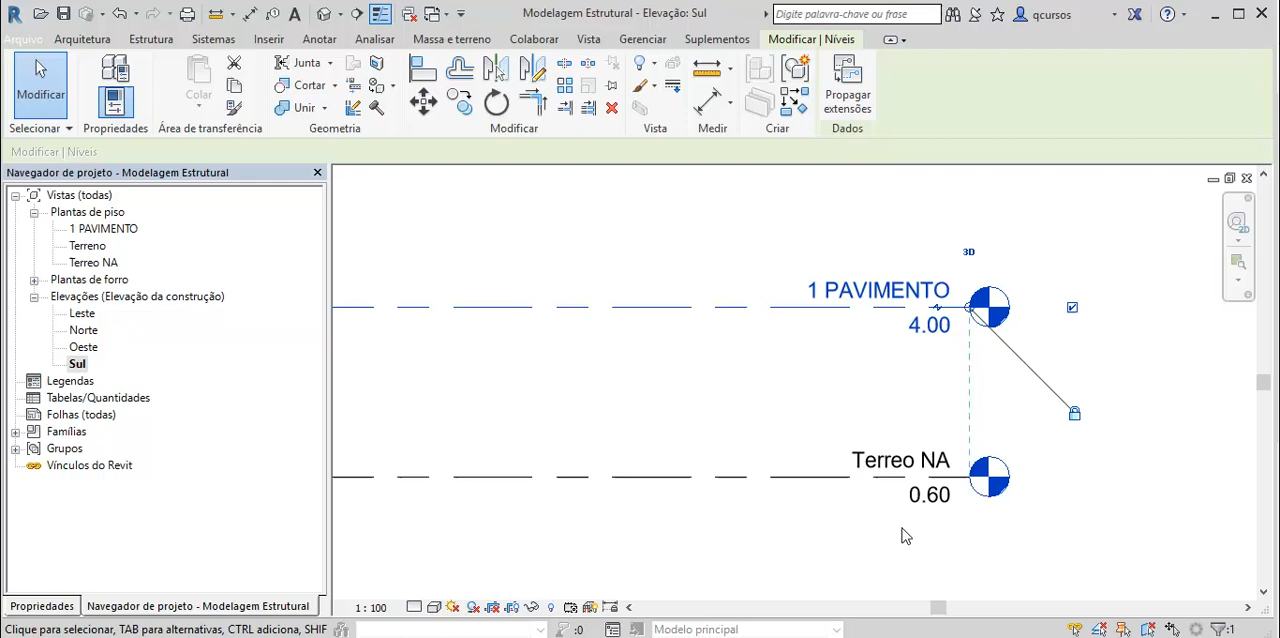 Modelagem Estrutural - Elevação: Sul
Digite palavra-chave ou frase
qcursos
Arquivo Arquitetura Estrutura Sistemas Inserir Anotar Analisar Massa e terreno Colaborar Vista Gerenciar Suplementos Modificar | Níveis
Modificar
Colar
Junta
Cortar
Unir
Propagar
extensões
Selecionar Propriedades Área de transferência Geometria Modificar Vista Medir Criar Dados
Modificar | Níveis
Navegador de projeto - Modelagem Estrutural
Vistas (todas)
Plantas de piso
1 PAVIMENTO
Terreno
Terreo NA
Plantas de forro
Elevações (Elevação da construção)
Leste
Norte
Oeste
Sul
Legendas
Tabelas/Quantidades
Folhas (todas)
Famílias
Grupos
Vínculos do Revit
2D
3D
1 PAVIMENTO
4.00
Terreo NA
0.60
Propriedades Navegador de projeto - Modelagem Estrutural
1 : 100
Clique para selecionar, TAB para alternativas, CTRL adiciona, SHIF
:0
Modelo principal
:1